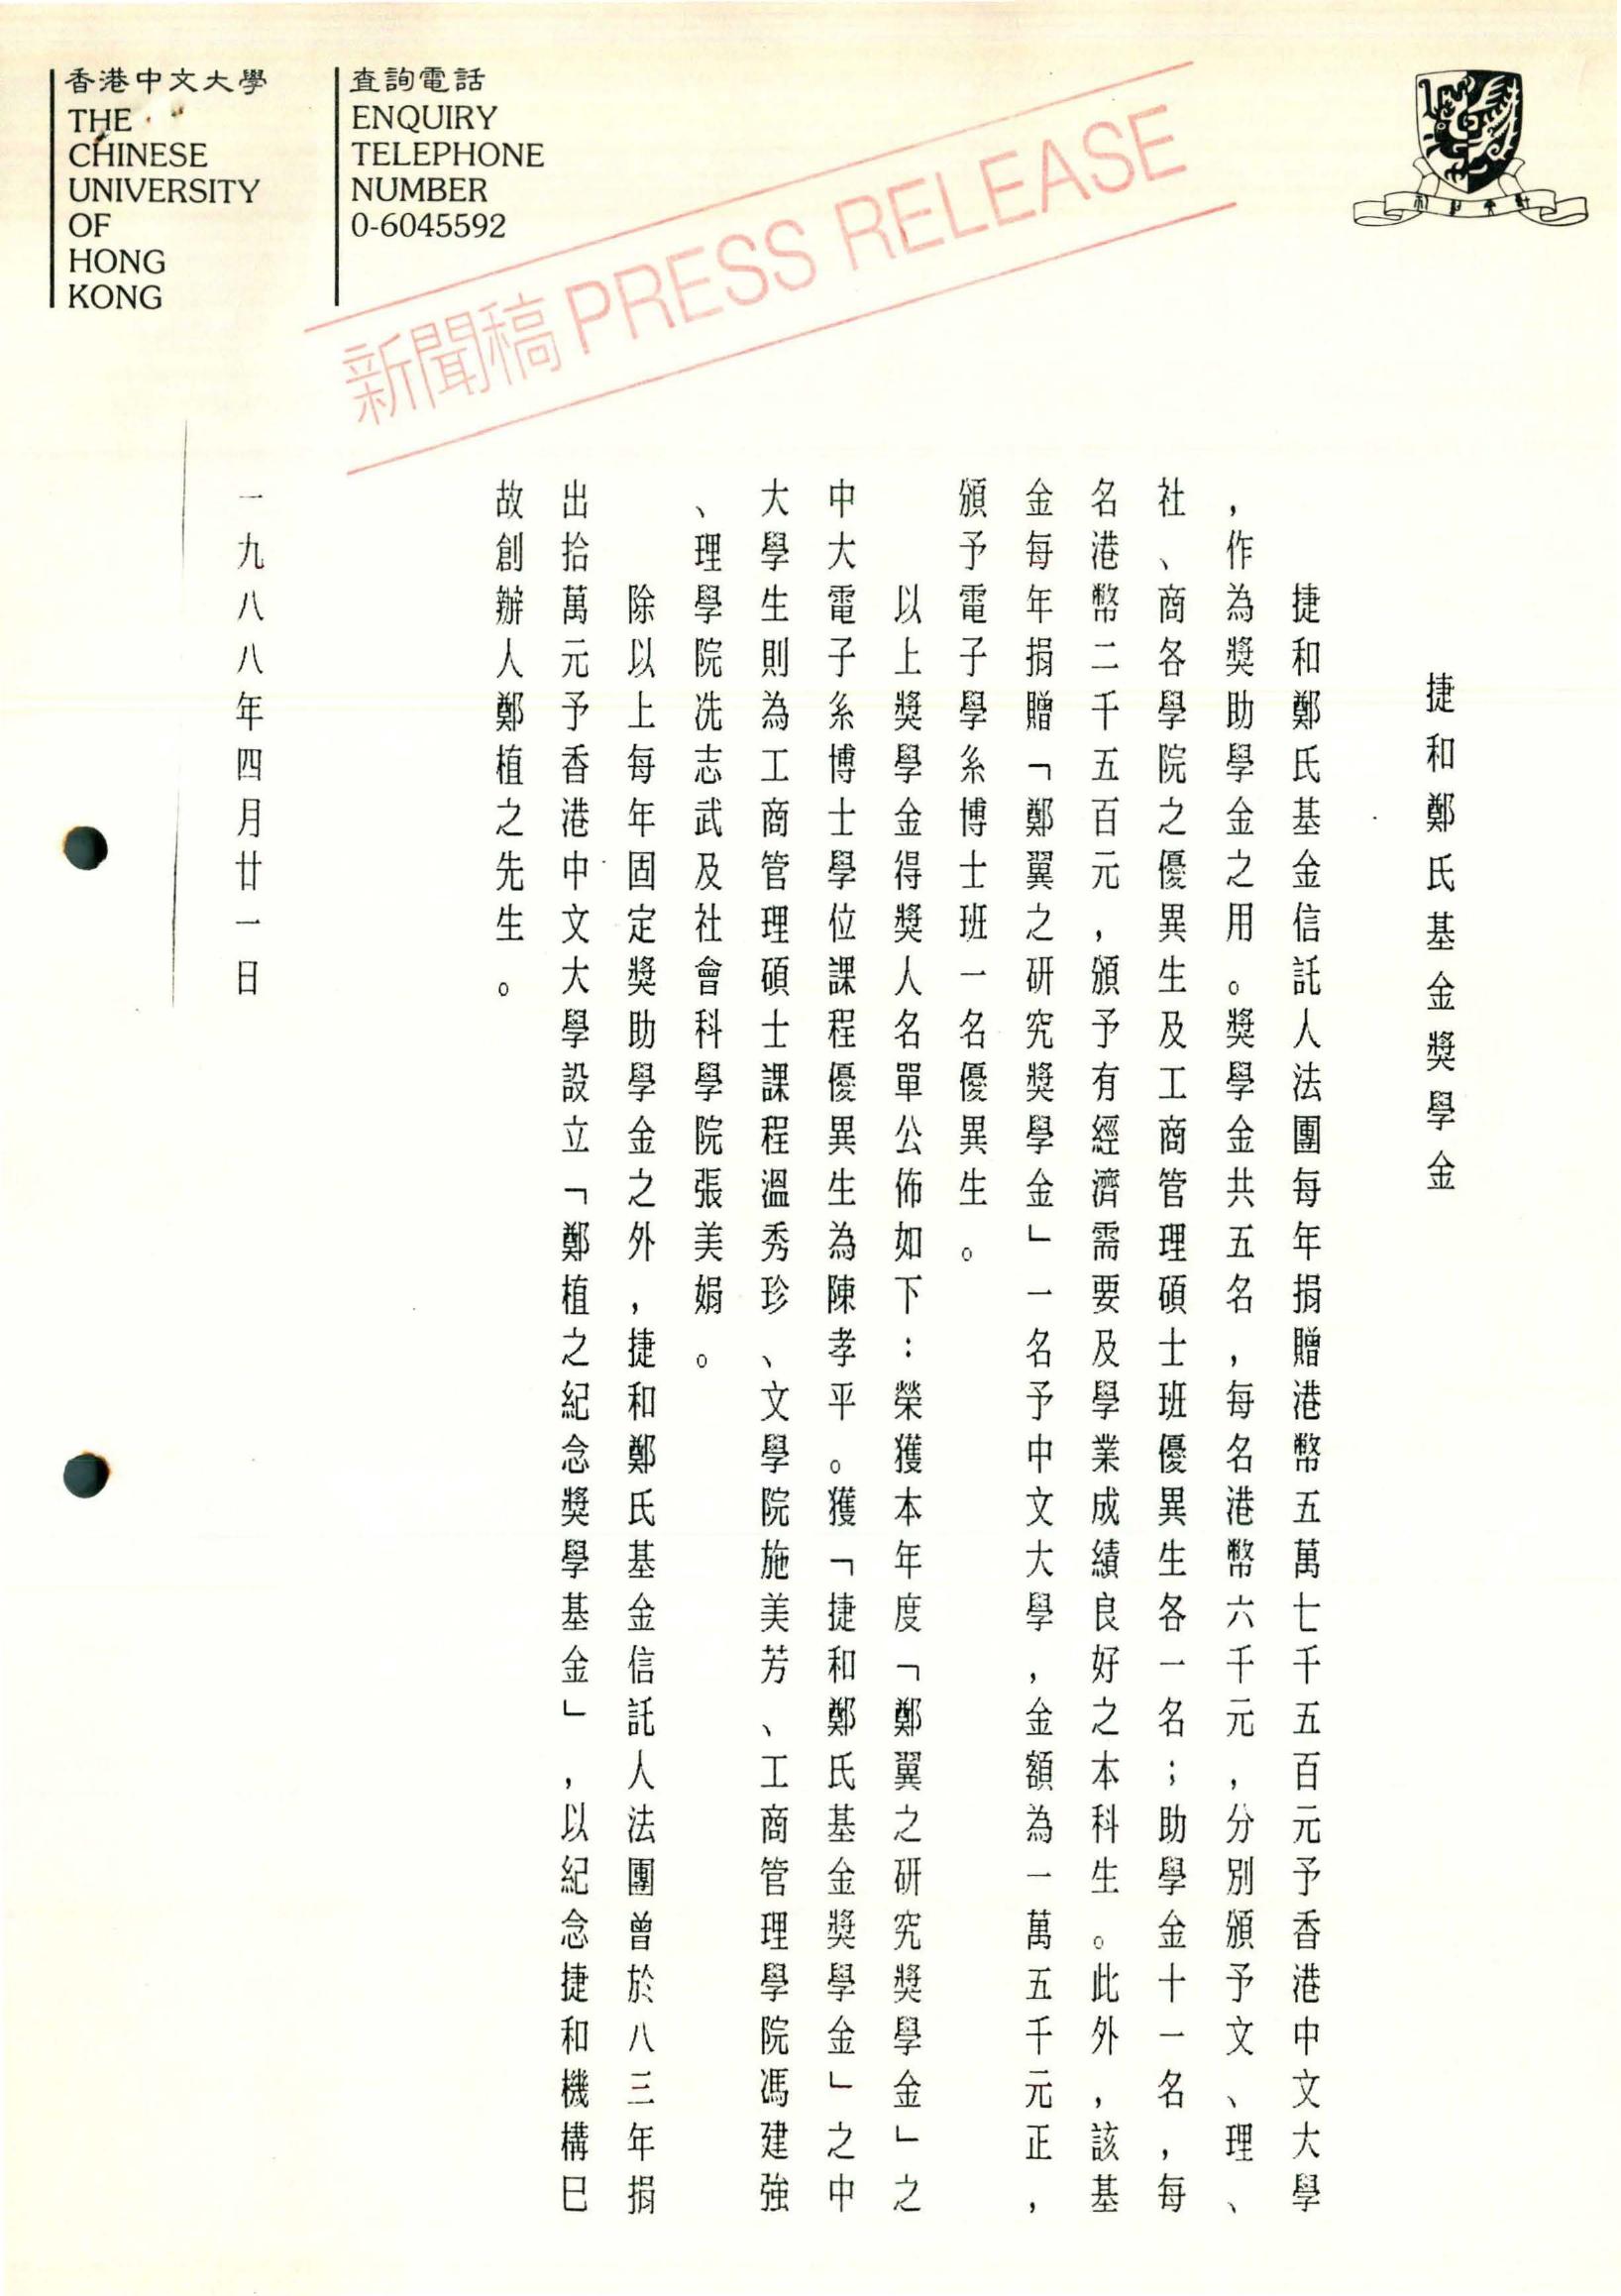 香港中文大學
THE
CHINESE
UNIVERSITY
OF
HONG
KONG
查詢電話
ENQUIRY
TELEPHONE
NUMBER
0-6045592
新聞稿 PRESS RELEASE
捷和鄭氏基金獎學金
捷和鄭氏基金信託人法團每年捐贈港幣五萬七千五百元予香港中文大學
，作為獎助學金之用。獎學金共五名，每名港幣六千元，分別頒予文、理、
社、商各學院之優異生及工商管理碩士班優異生各一名；助學金十一名，每
名港幣二千五百元，頒予有經濟需要及學業成績良好之本科生。此外，該基
金每年捐贈「鄭翼之研究獎學金」一名予中文大學，金額為一萬五千元正，
頒予電子學系博士班一名優異生。
以上獎學金得獎人名單公佈如下：榮獲本年度「鄭翼之研究獎學金」之
中大電子系博士學位課程優異生為陳孝平。獲「捷和鄭氏基金獎學金」之中
大學生則為工商管理碩士課程溫秀珍、文學院施美芳、工商管理學院馮建強
、理學院冼志武及社會科學院張美娟。
除以上每年固定獎助學金之外，捷和鄭氏基金信託人法團曾於八三年捐
出拾萬元予香港中文大學設立「鄭植之紀念獎學基金」，以紀念捷和機構巳
故創辦人鄭植之先生。
一九八八年四月廿一日